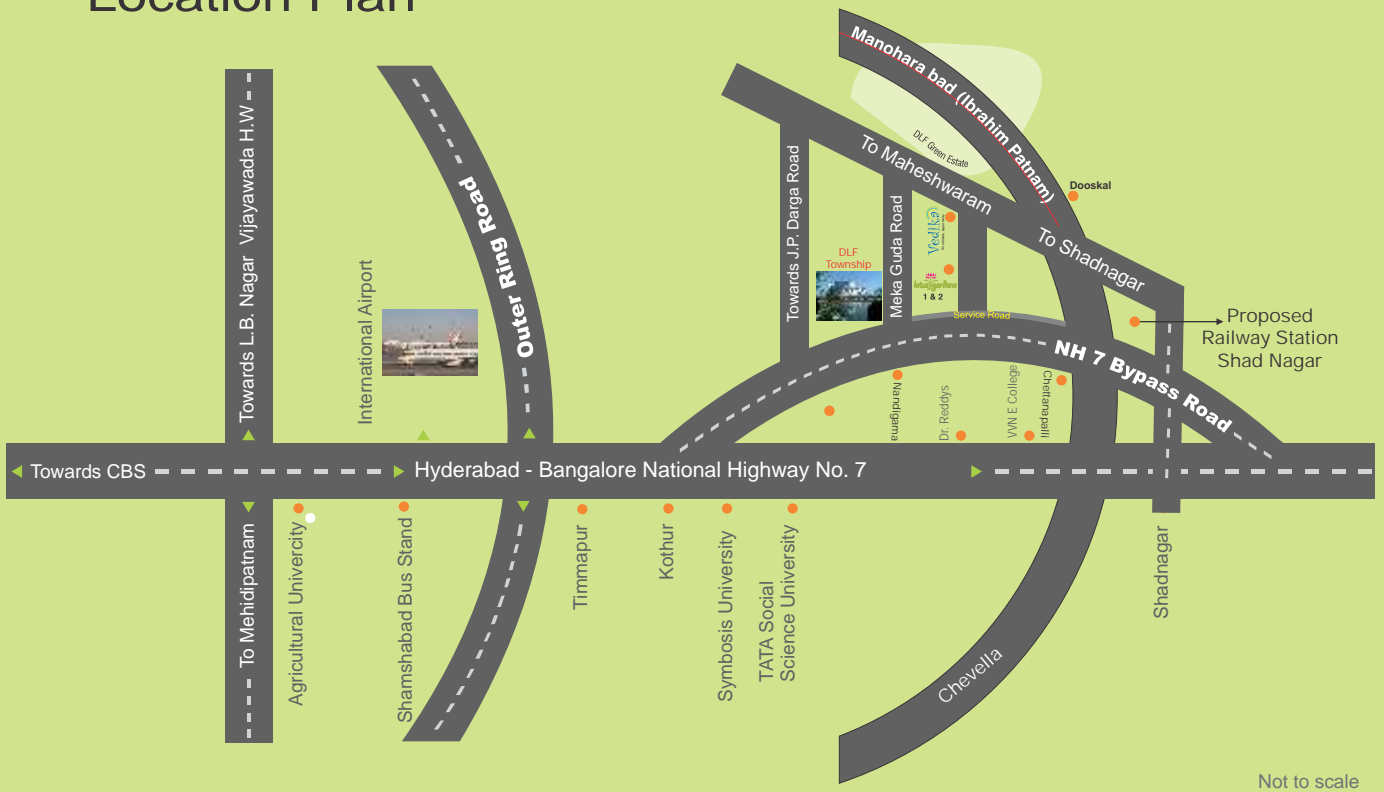 Location Plan
Manohara bad (Ibrahim Patnam)
DLF Green Estate
To Maheshwaram
Dooskal
To Shadnagar
Towards L.B. Nagar Vijayawada H.W
Outer Ring Road
International Airport
Towards J.P. Darga Road
DLF
Township
Meka Guda Road
Vedika
lotus gardens
1 & 2
Service Road
Proposed
Railway Station
Shad Nagar
NH 7 Bypass Road
Nandigama
Dr. Reddys
VVN E College
Chettanapalli
Towards CBS
Hyderabad - Bangalore National Highway No. 7
To Mehidipatnam
Agricultural Univercity
Shamshabad Bus Stand
Timmapur
Kothur
Symbosis University
TATA Social
Science University
Shadnagar
Chevella
Not to scale